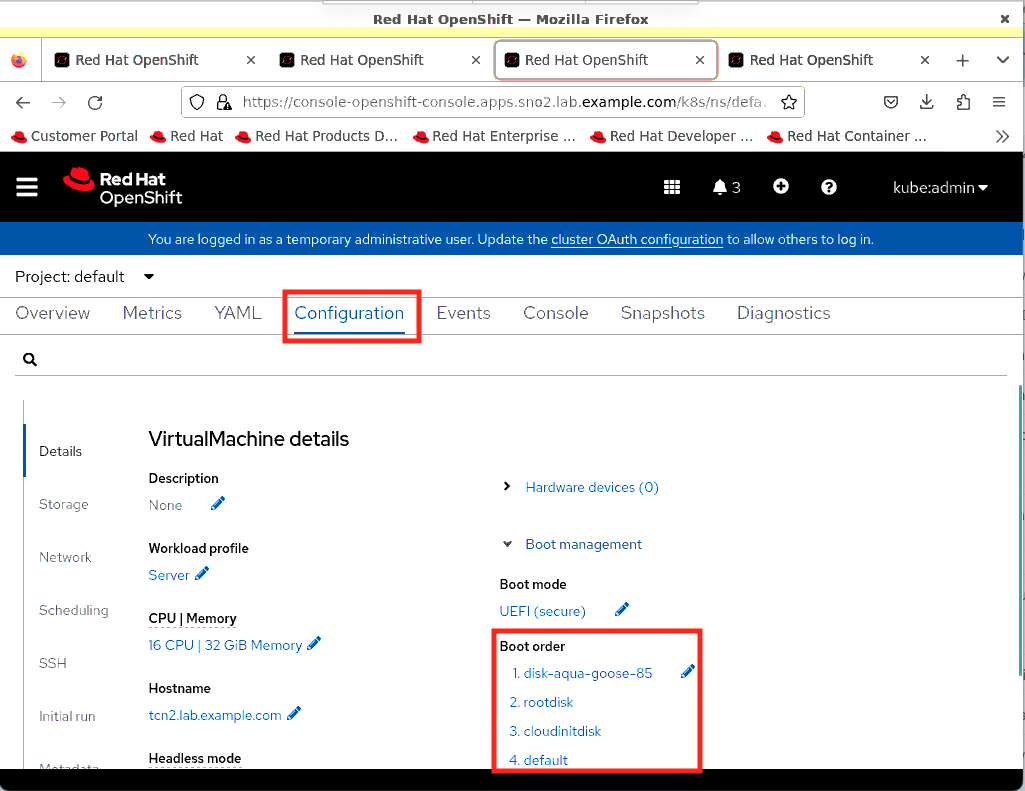 Red Hat OpenShift — Mozilla Firefox
Red Hat OpenShift Red Hat OpenShift Red Hat OpenShift Red Hat OpenShift
https://console-openshift-console.apps.sno2.lab.example.com/k8s/ns/defa
Customer Portal Red Hat Red Hat Products D... Red Hat Enterprise ... Red Hat Developer ... Red Hat Container ...
Red Hat
OpenShift
3 kube:admin
You are logged in as a temporary administrative user. Update the cluster OAuth configuration to allow others to log in.
Project: default
Overview Metrics YAML Configuration Events Console Snapshots Diagnostics
Details
Storage
Network
Scheduling
SSH
Initial run
Metadata
VirtualMachine details
Description
None
Workload profile
Server
CPU | Memory
16 CPU | 32 GiB Memory
Hostname
tcn2.lab.example.com
Headless mode
Hardware devices (0)
Boot management
Boot mode
UEFI (secure)
Boot order
1. disk-aqua-goose-85
2. rootdisk
3. cloudinitdisk
4. default